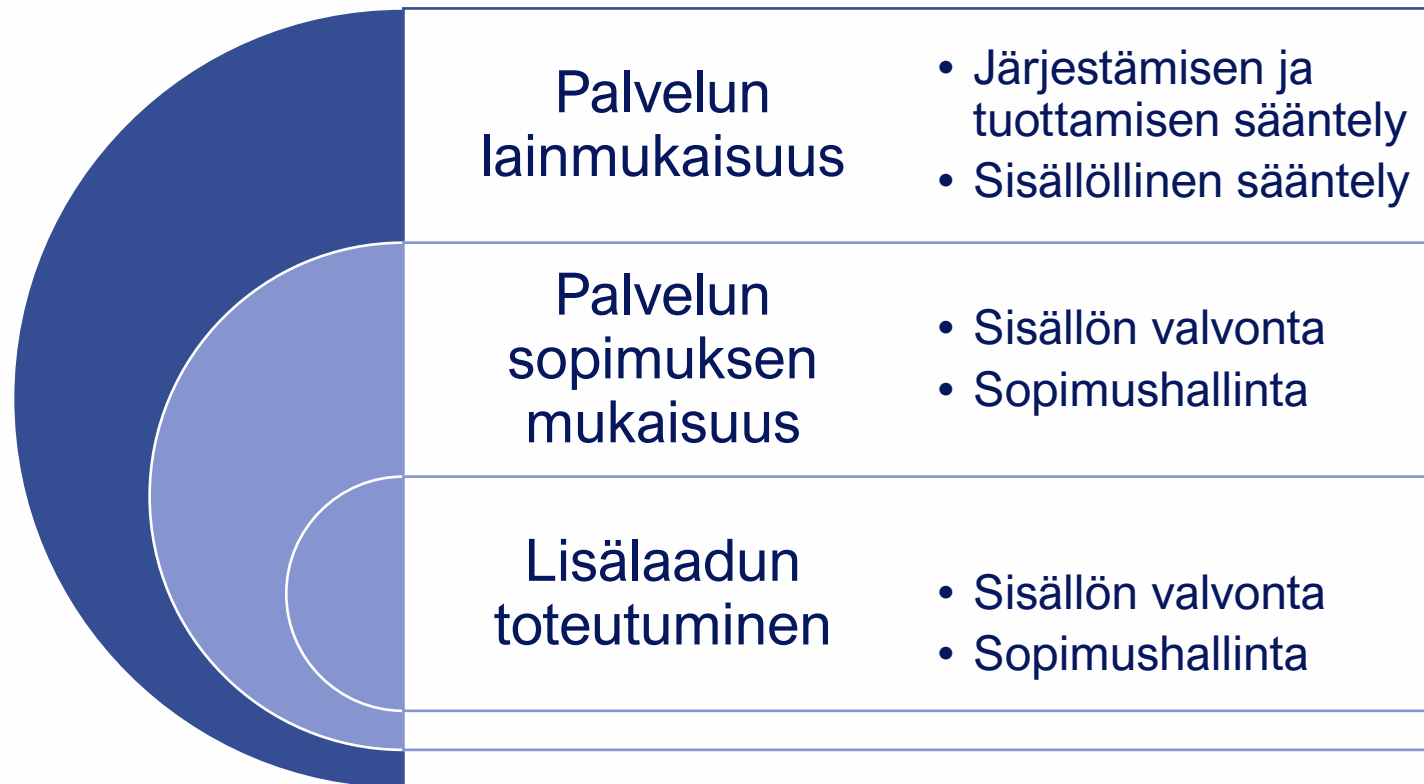 Palvelun
lainmukaisuus
• Järjestämisen ja
tuottamisen sääntely
• Sisällöllinen sääntely
Palvelun
sopimuksen
mukaisuus
• Sisällön valvonta
• Sopimushallinta
Lisälaadun
toteutuminen
• Sisällön valvonta
• Sopimushallinta